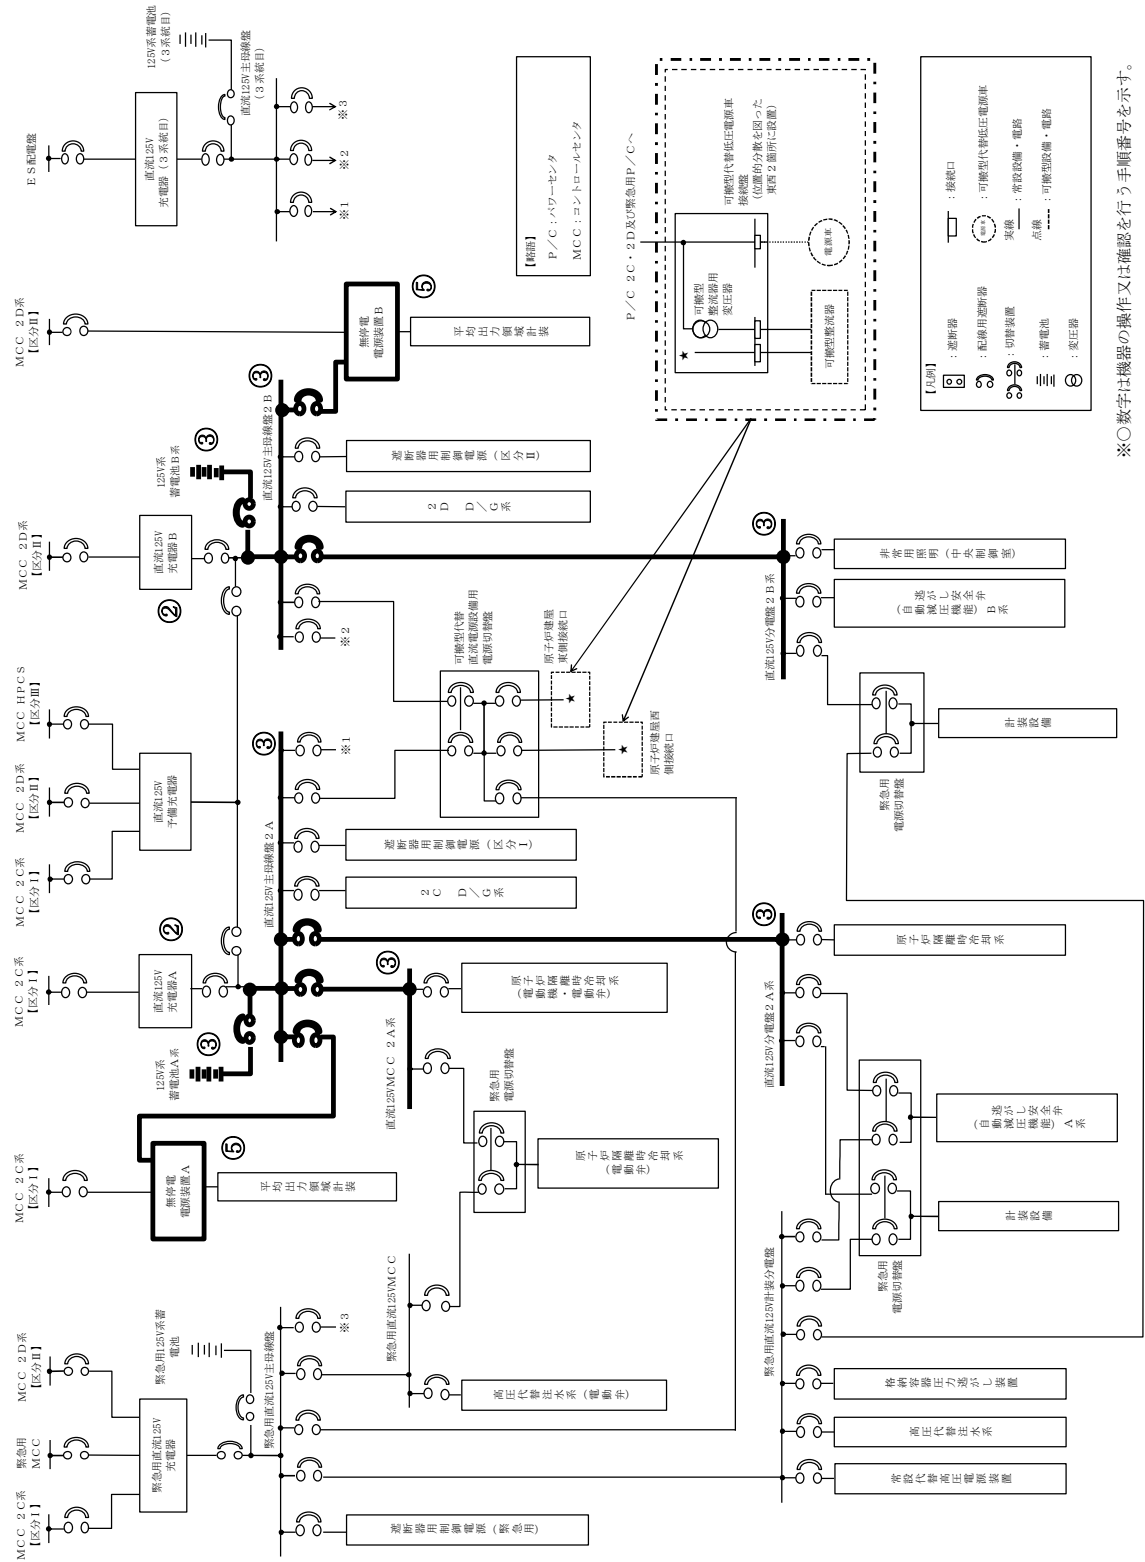 ＥＳ配電盤
125V系蓄電池
（３系統目）
直流125V
充電器（３系統目）
直流125V主母線盤
（３系統目）
※1
※2
※3
【略語】
Ｐ／Ｃ：パワーセンタ
ＭＣＣ：コントロールセンタ
Ｐ／Ｃ ２Ｃ・２Ｄ及び緊急用Ｐ／Ｃへ
可搬型代替低圧電源車
接続盤
（位置的分散を図った
東西２箇所に設置）
可搬型
整流器用
変圧器
電源車
可搬型整流器
★
【凡例】
：遮断器
：配線用遮断器
：切替装置
：蓄電池
：変圧器
：接続口
電源車
：可搬型代替低圧電源車
実線
：常設設備・電路
点線
：可搬型設備・電路
※○数字は機器の操作又は確認を行う手順番号を示す。
ＭＣＣ ２Ｄ系
【区分Ⅱ】
無停電
電源装置Ｂ
⑤
平均出力領域計装
ＭＣＣ ２Ｄ系
【区分Ⅱ】
直流125V
充電器Ｂ
②
125V系
蓄電池Ｂ系
③
直流125V主母線盤２Ｂ
③
遮断器用制御電源（区分Ⅱ）
２Ｄ Ｄ／Ｇ系
※2
直流125V分電盤２Ｂ系
③
非常用照明（中央制御室）
逃がし安全弁
（自動減圧機能）Ｂ系
緊急用
電源切替盤
計装設備
ＭＣＣ ＨＰＣＳ
【区分Ⅲ】
ＭＣＣ ２Ｄ系
【区分Ⅱ】
ＭＣＣ ２Ｃ系
【区分Ⅰ】
直流125V
予備充電器
可搬型代替
直流電源設備用
電源切替盤
原子炉建屋
東側接続口
★
原子炉建屋西
側接続口
★
ＭＣＣ ２Ｃ系
【区分Ⅰ】
直流125V
充電器Ａ
②
125V系
蓄電池Ａ系
③
直流125V主母線盤２Ａ
③
※1
遮断器用制御電源（区分Ⅰ）
２Ｃ Ｄ／Ｇ系
直流125VＭＣＣ ２Ａ系
③
原子炉隔離時冷却系
（電動機・電動弁）
緊急用
電源切替盤
原子炉隔離時冷却系
（電動弁）
直流125V分電盤２Ａ系
③
原子炉隔離時冷却系
逃がし安全弁
（自動減圧機能）Ａ系
計装設備
緊急用
電源切替盤
ＭＣＣ ２Ｃ系
【区分Ⅰ】
無停電
電源装置Ａ
⑤
平均出力領域計装
ＭＣＣ ２Ｄ系
【区分Ⅱ】
緊急用
ＭＣＣ
ＭＣＣ ２Ｃ系
【区分Ⅰ】
緊急用直流125V
充電器
緊急用125V系蓄
電池
緊急用直流125V主母線盤
※3
遮断器用制御電源（緊急用）
緊急用直流125VＭＣＣ
高圧代替注水系（電動弁）
緊急用直流125V計装分電盤
格納容器圧力逃がし装置
高圧代替注水系
常設代替高圧電源装置